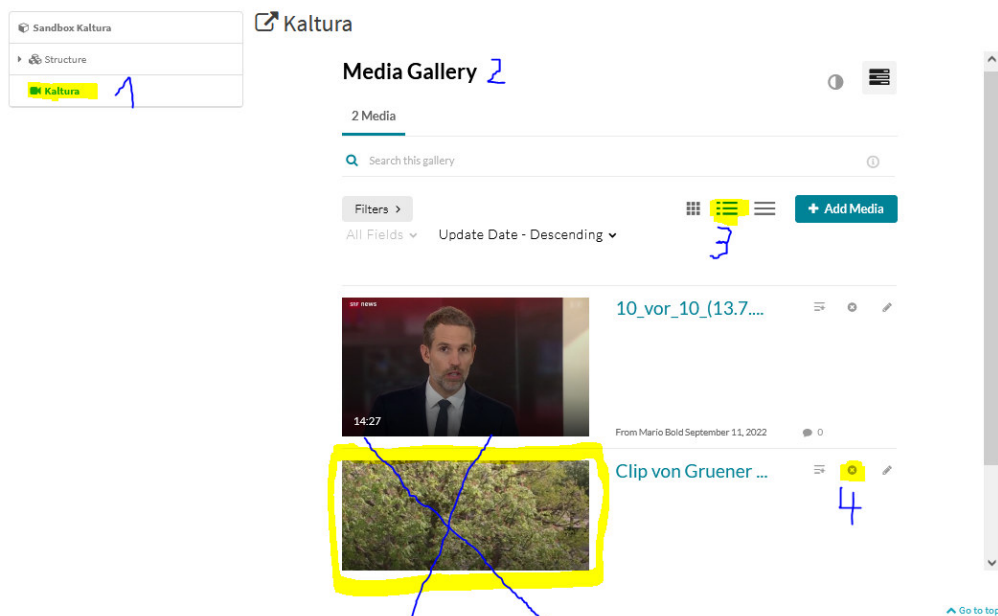 Sandbox Kaltura
Structure
Kaltura 1
Kaltura
Media Gallery 2
2 Media
Search this gallery
Filters >
+ Add Media
3
All Fields
Update Date - Descending
SRF NEWS
14:27
10_vor_10_(13.7....
From Mario Bold September 11, 2022
0
Clip von Gruener ...
4
Go to top